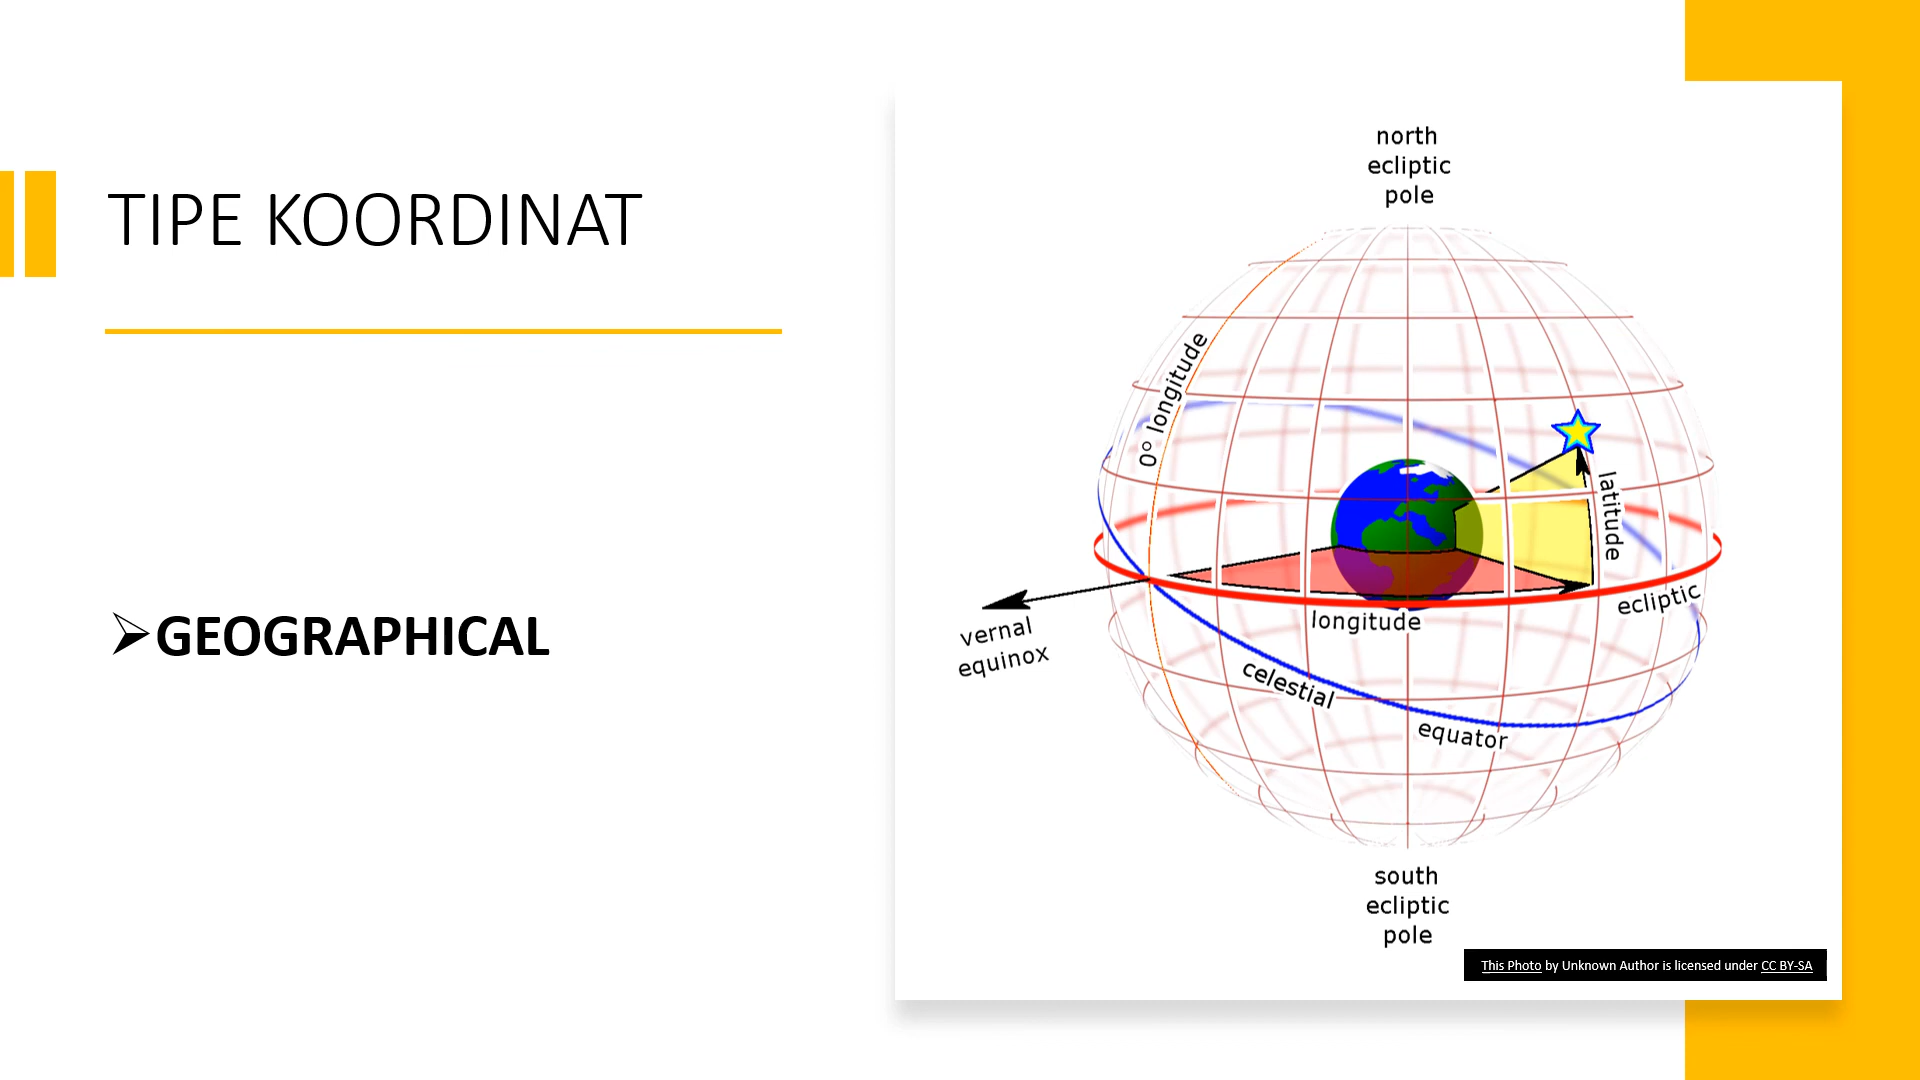 TIPE KOORDINAT
➢GEOGRAPHICAL
north
ecliptic
pole
0° longitude
latitude
ecliptic
longitude
vernal
equinox
celestial
equator
south
ecliptic
pole
This Photo by Unknown Author is licensed under CC BY-SA